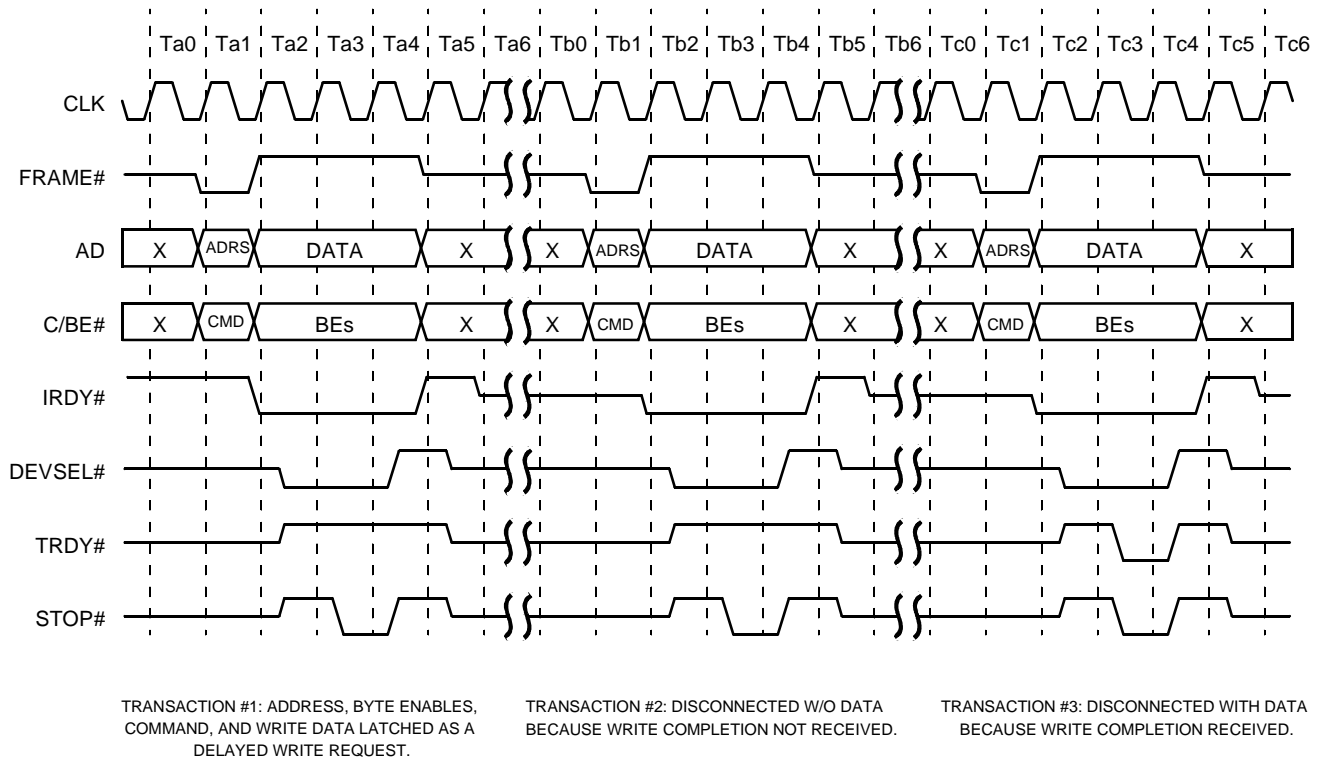 Ta0 Ta1 Ta2 Ta3 Ta4 Ta5 Ta6 Tb0 Tb1 Tb2 Tb3 Tb4 Tb5 Tb6 Tc0 Tc1 Tc2 Tc3 Tc4 Tc5 Tc6
CLK
FRAME#
AD X ADRS DATA X X ADRS DATA X X ADRS DATA X
C/BE# X CMD BEs X X CMD BEs X X CMD BEs X
IRDY#
DEVSEL#
TRDY#
STOP#
TRANSACTION #1: ADDRESS, BYTE ENABLES,
COMMAND, AND WRITE DATA LATCHED AS A
DELAYED WRITE REQUEST.
TRANSACTION #2: DISCONNECTED W/O DATA
BECAUSE WRITE COMPLETION NOT RECEIVED.
TRANSACTION #3: DISCONNECTED WITH DATA
BECAUSE WRITE COMPLETION RECEIVED.